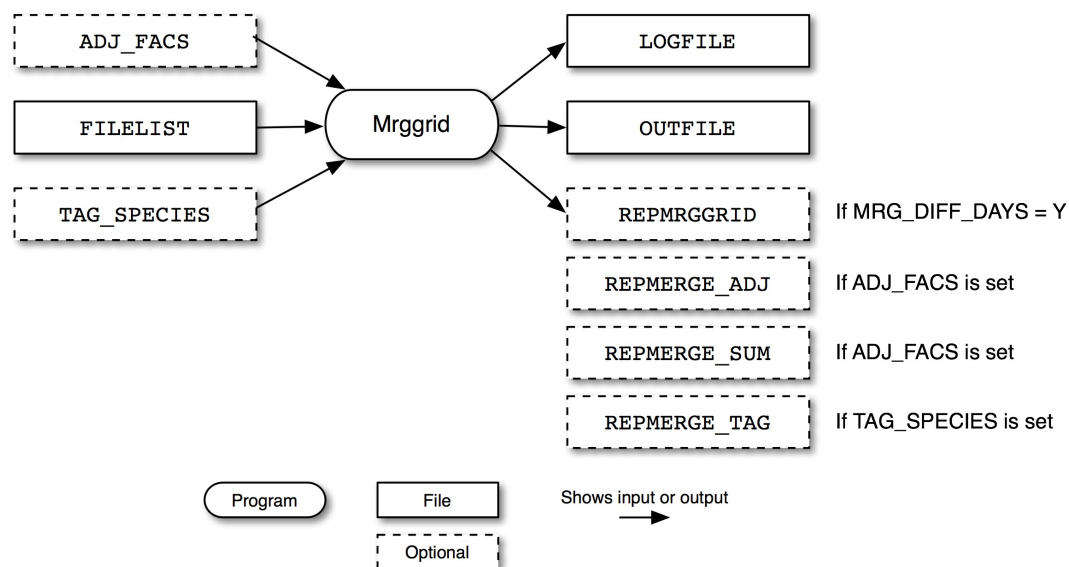 ADJ_FACS
LOGFILE
FILELIST
Mrggrid
OUTFILE
TAG_SPECIES
REPMRGGRID
If MRG_DIFF_DAYS = Y
REPMERGE_ADJ
If ADJ_FACS is set
REPMERGE_SUM
If ADJ_FACS is set
REPMERGE_TAG
If TAG_SPECIES is set
Program
File
Shows input or output
Optional